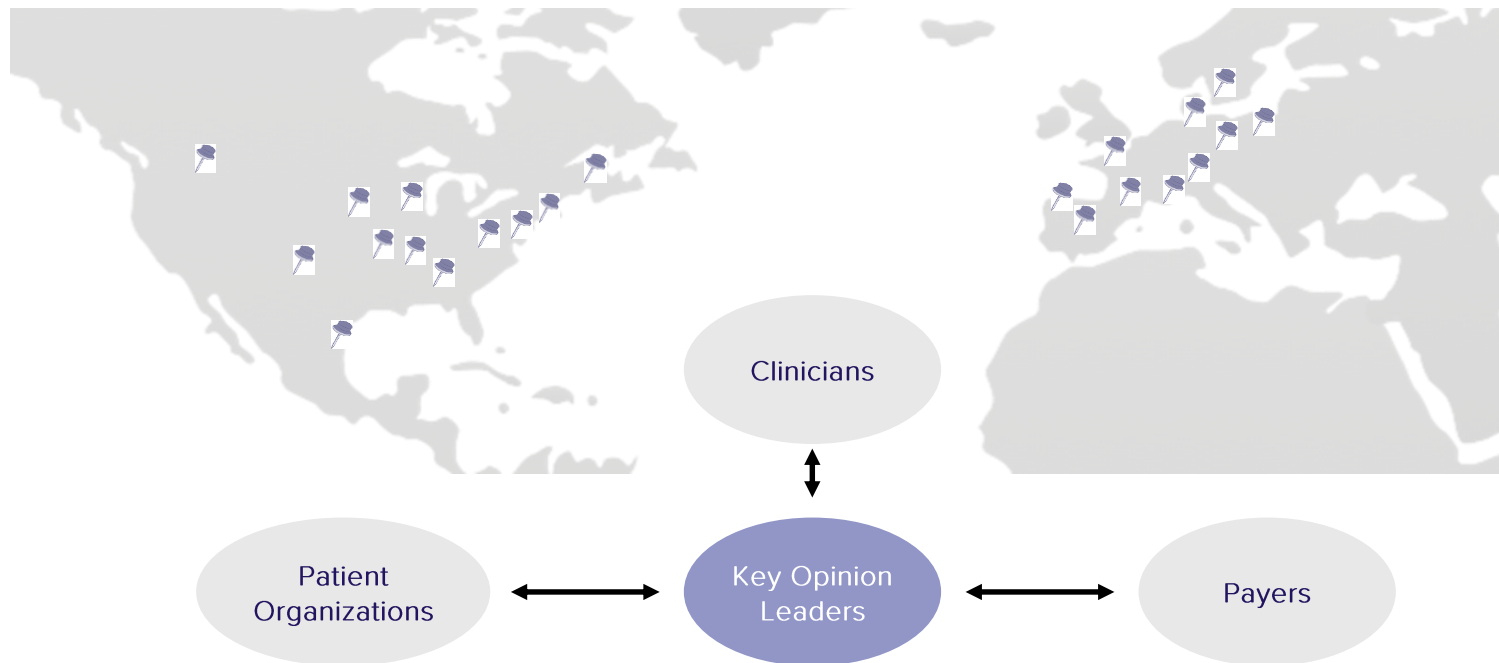 Clinicians
Patient
Organizations
Key Opinion
Leaders
Payers